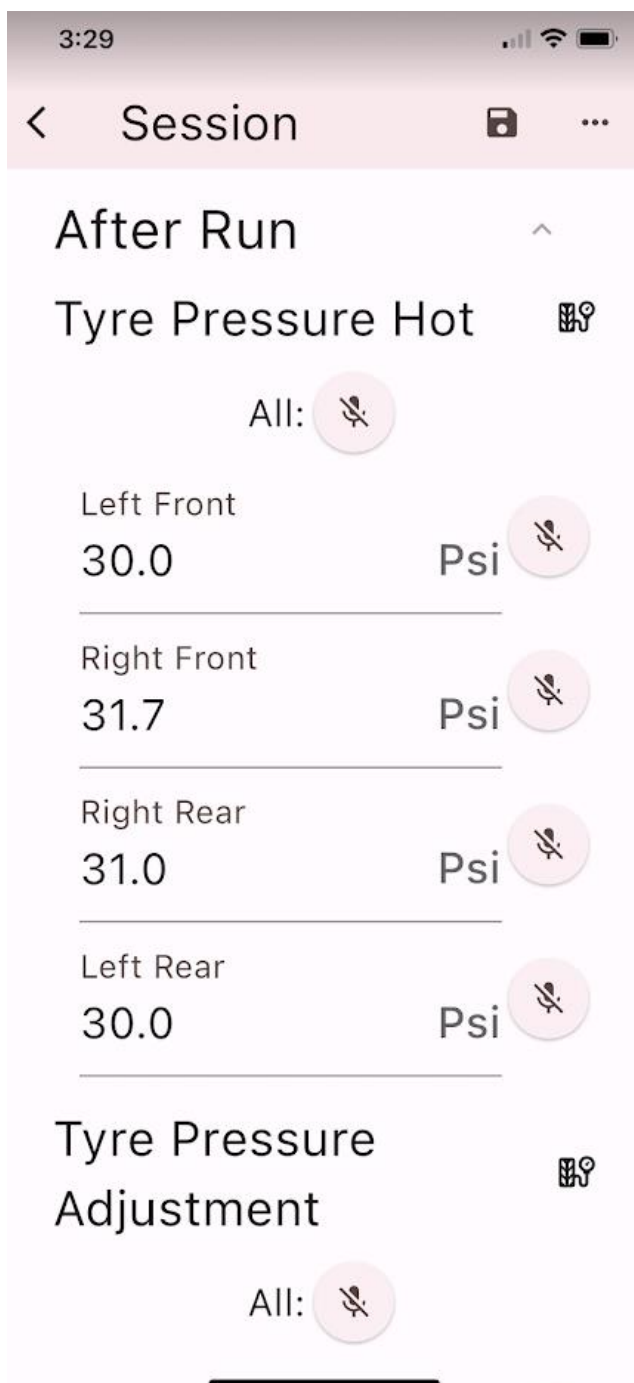 3:29
Session
After Run
Tyre Pressure Hot
All:
Left Front
30.0 Psi
Right Front
31.7 Psi
Right Rear
31.0 Psi
Left Rear
30.0 Psi
Tyre Pressure
Adjustment
All: